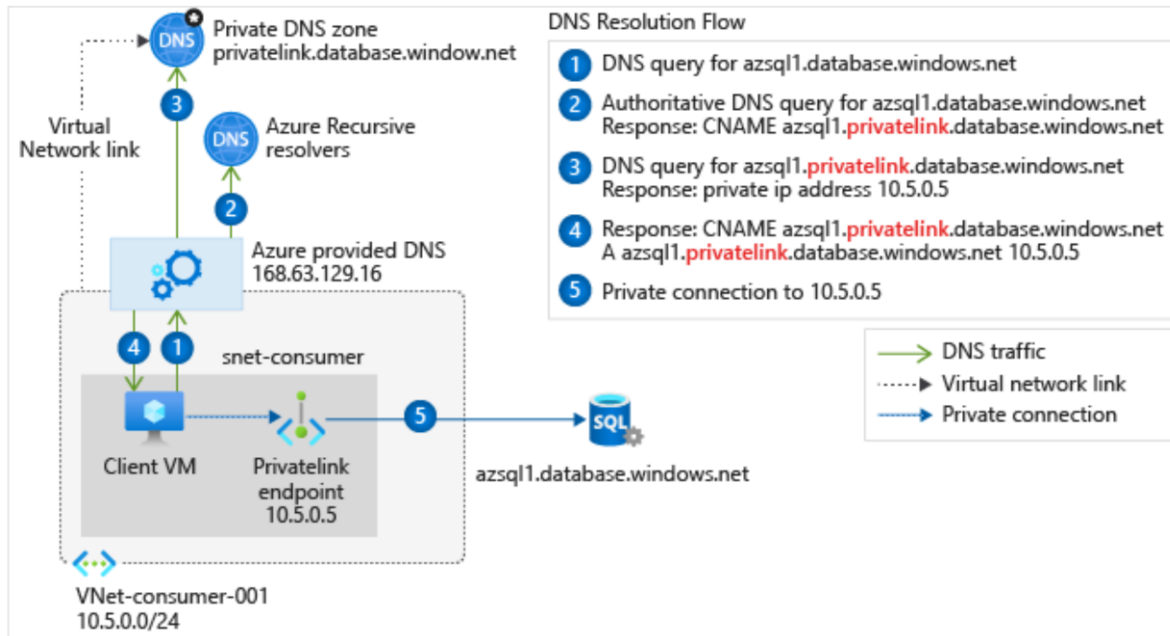 DNS
Private DNS zone
privatelink.database.window.net
3
Virtual
Network link
DNS
Azure Recursive
resolvers
2
Azure provided DNS
168.63.129.16
4
1
snet-consumer
Client VM
Privatelink
endpoint
10.5.0.5
5
SQL
azsql1.database.windows.net
VNet-consumer-001
10.5.0.0/24
DNS Resolution Flow
1 DNS query for azsql1.database.windows.net
2 Authoritative DNS query for azsql1.database.windows.net
Response: CNAME azsql1.privatelink.database.windows.net
3 DNS query for azsql1.privatelink.database.windows.net
Response: private ip address 10.5.0.5
4 Response: CNAME azsql1.privatelink.database.windows.net
A azsql1.privatelink.database.windows.net 10.5.0.5
5 Private connection to 10.5.0.5
DNS traffic
Virtual network link
Private connection